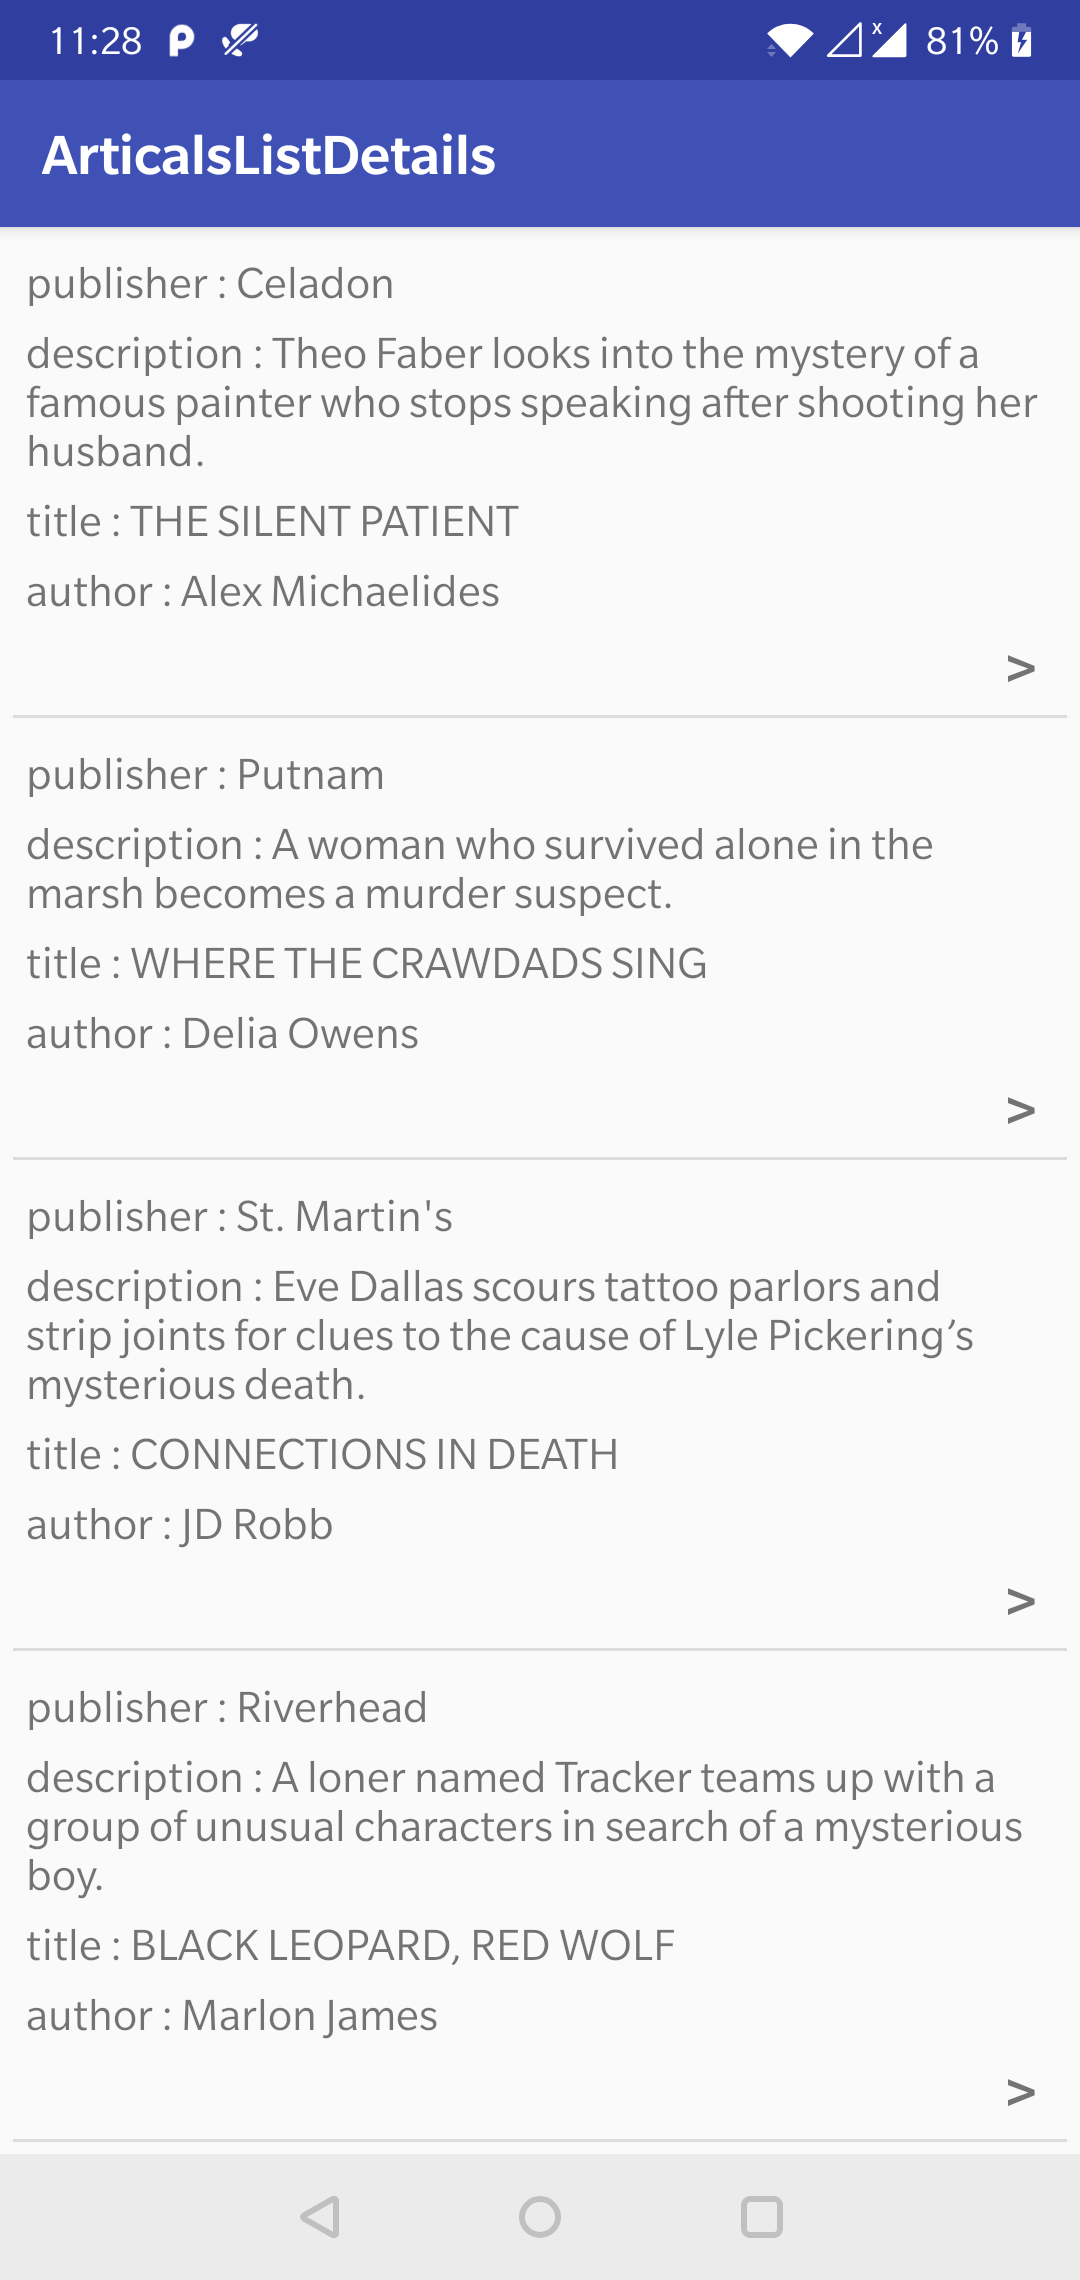 11:28
x
81%
ArticalsListDetails
publisher : Celadon
description : Theo Faber looks into the mystery of a
famous painter who stops speaking after shooting her
husband.
title : THE SILENT PATIENT
author : Alex Michaelides
>
publisher : Putnam
description : A woman who survived alone in the
marsh becomes a murder suspect.
title : WHERE THE CRAWDADS SING
author : Delia Owens
>
publisher : St. Martin's
description : Eve Dallas scours tattoo parlors and
strip joints for clues to the cause of Lyle Pickering’s
mysterious death.
title : CONNECTIONS IN DEATH
author : JD Robb
>
publisher : Riverhead
description : A loner named Tracker teams up with a
group of unusual characters in search of a mysterious
boy.
title : BLACK LEOPARD, RED WOLF
author : Marlon James
>